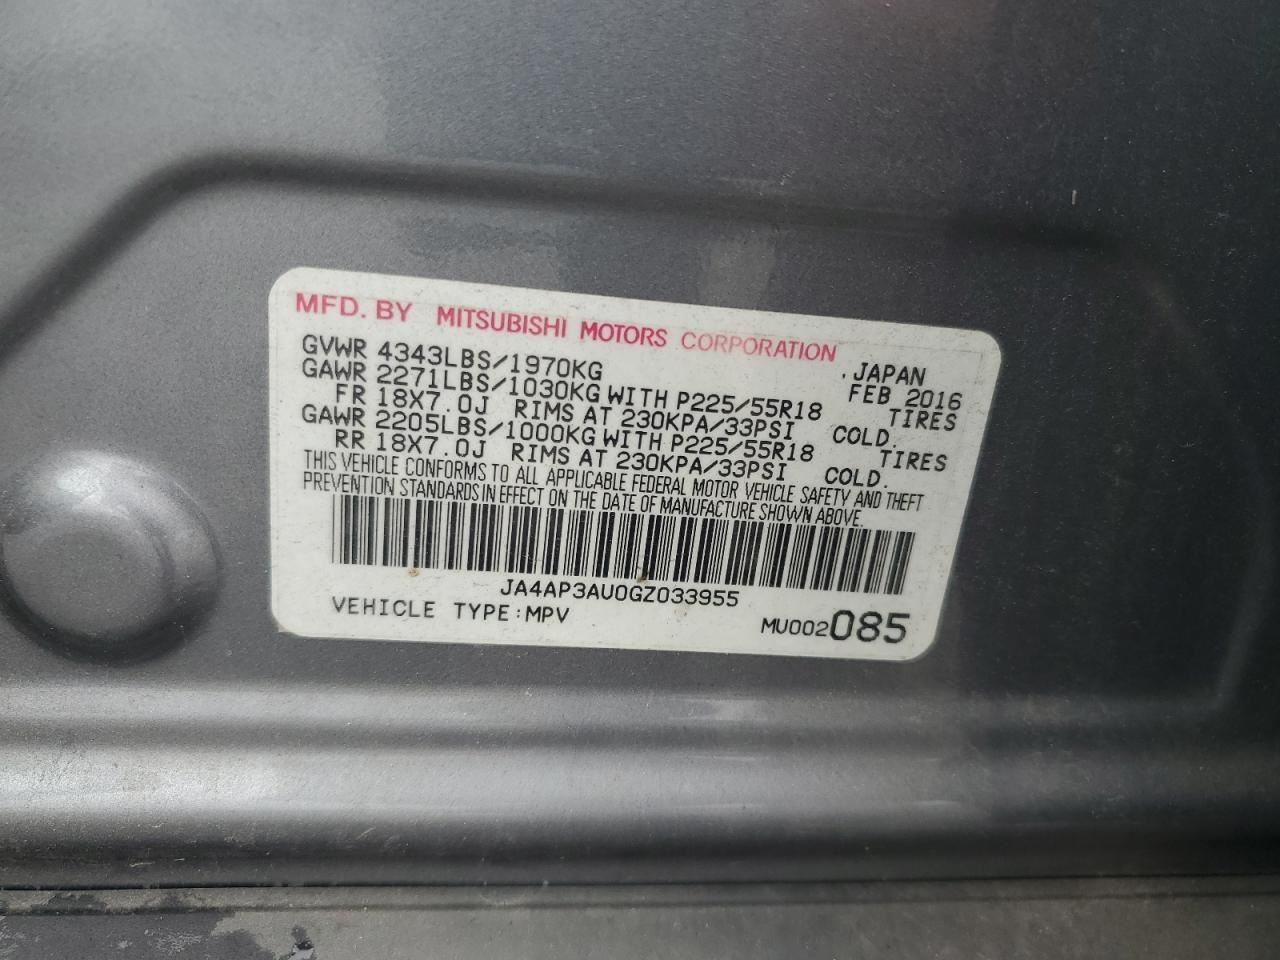 MFD. BY MITSUBISHI MOTORS CORPORATION
GVWR 4343LBS/1970KG .JAPAN
GAWR 2271LBS/1030KG WITH P225/55R18 FEB 2016
FR 18X7.0J RIMS AT 230KPA/33PSI TIRES COLD.
GAWR 2205LBS/1000KG WITH P225/55R18 TIRES
RR 18X7.0J RIMS AT 230KPA/33PSI COLD.
THIS VEHICLE CONFORMS TO ALL APPLICABLE FEDERAL MOTOR VEHICLE SAFETY AND THEFT
PREVENTION STANDARDS IN EFFECT ON THE DATE OF MANUFACTURE SHOWN ABOVE.
JA4AP3AU0GZ033955
VEHICLE TYPE:MPV MU002085